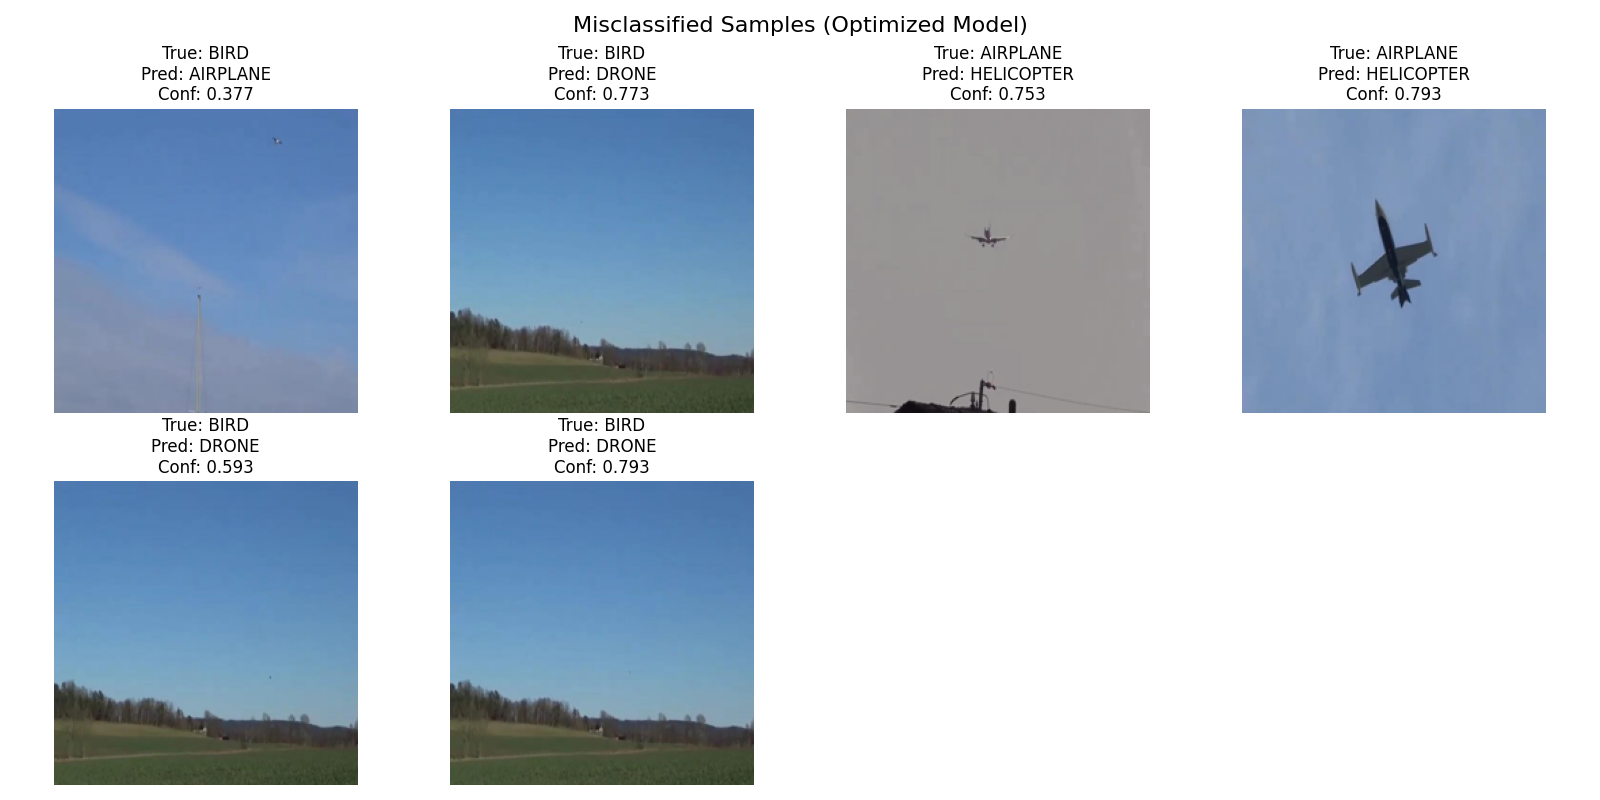 Misclassified Samples (Optimized Model)
True: BIRD
Pred: AIRPLANE
Conf: 0.377
True: BIRD
Pred: DRONE
Conf: 0.773
True: AIRPLANE
Pred: HELICOPTER
Conf: 0.753
True: AIRPLANE
Pred: HELICOPTER
Conf: 0.793
True: BIRD
Pred: DRONE
Conf: 0.593
True: BIRD
Pred: DRONE
Conf: 0.793